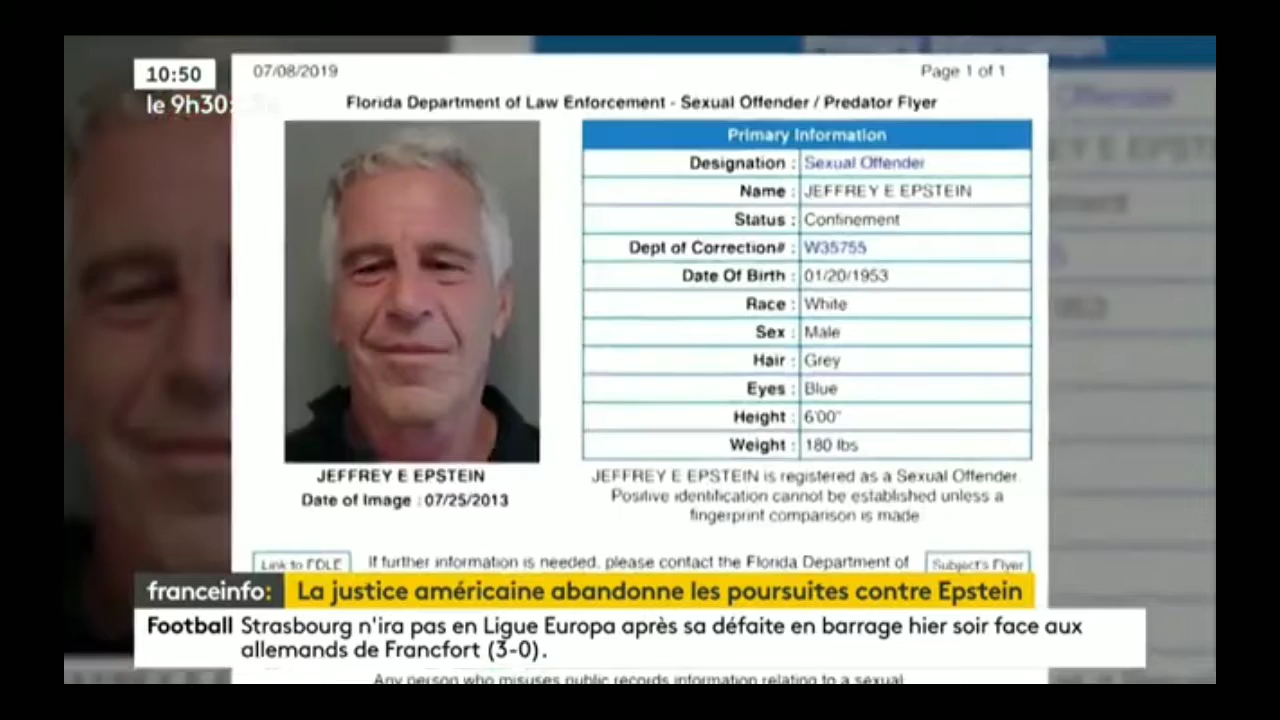 10:50
le 9h30
07/08/2019
Page 1 of 1
Florida Department of Law Enforcement - Sexual Offender / Predator Flyer
Primary Information
Designation : Sexual Offender
Name : JEFFREY E EPSTEIN
Status : Confinement
Dept of Correction# : W35755
Date Of Birth : 01/20/1953
Race : White
Sex : Male
Hair : Grey
Eyes : Blue
Height : 6'00"
Weight : 180 lbs
JEFFREY E EPSTEIN
Date of Image : 07/25/2013
JEFFREY E EPSTEIN is registered as a Sexual Offender.
Positive identification cannot be established unless a
fingerprint comparison is made
Link to FDLE
If further information is needed, please contact the Florida Department of
Subject's Flyer
franceinfo:
La justice américaine abandonne les poursuites contre Epstein
Football Strasbourg n'ira pas en Ligue Europa après sa défaite en barrage hier soir face aux
allemands de Francfort (3-0).
Any person who misuses public records information relating to a sexual